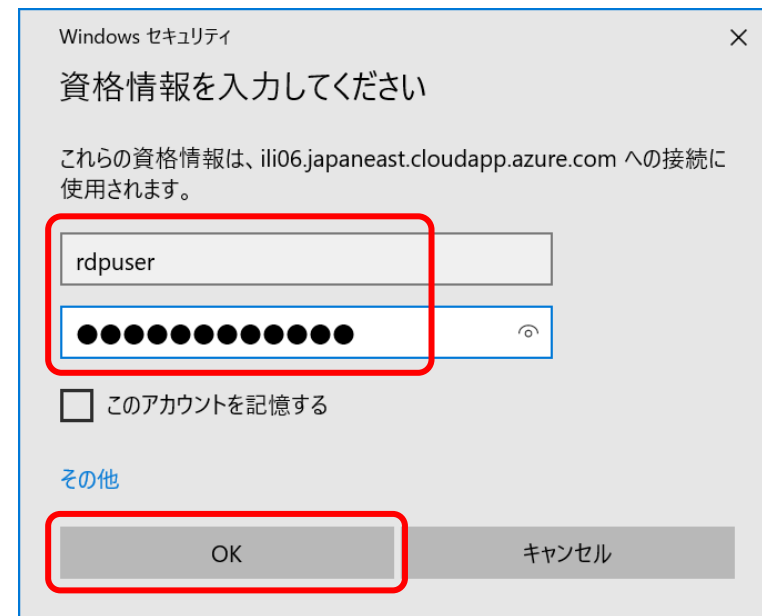 Windows セキュリティ
資格情報を入力してください
これらの資格情報は、ili06.japaneast.cloudapp.azure.com への接続に
使用されます。
rdpuser
●●●●●●●●●●●●
このアカウントを記憶する
その他
OK
キャンセル